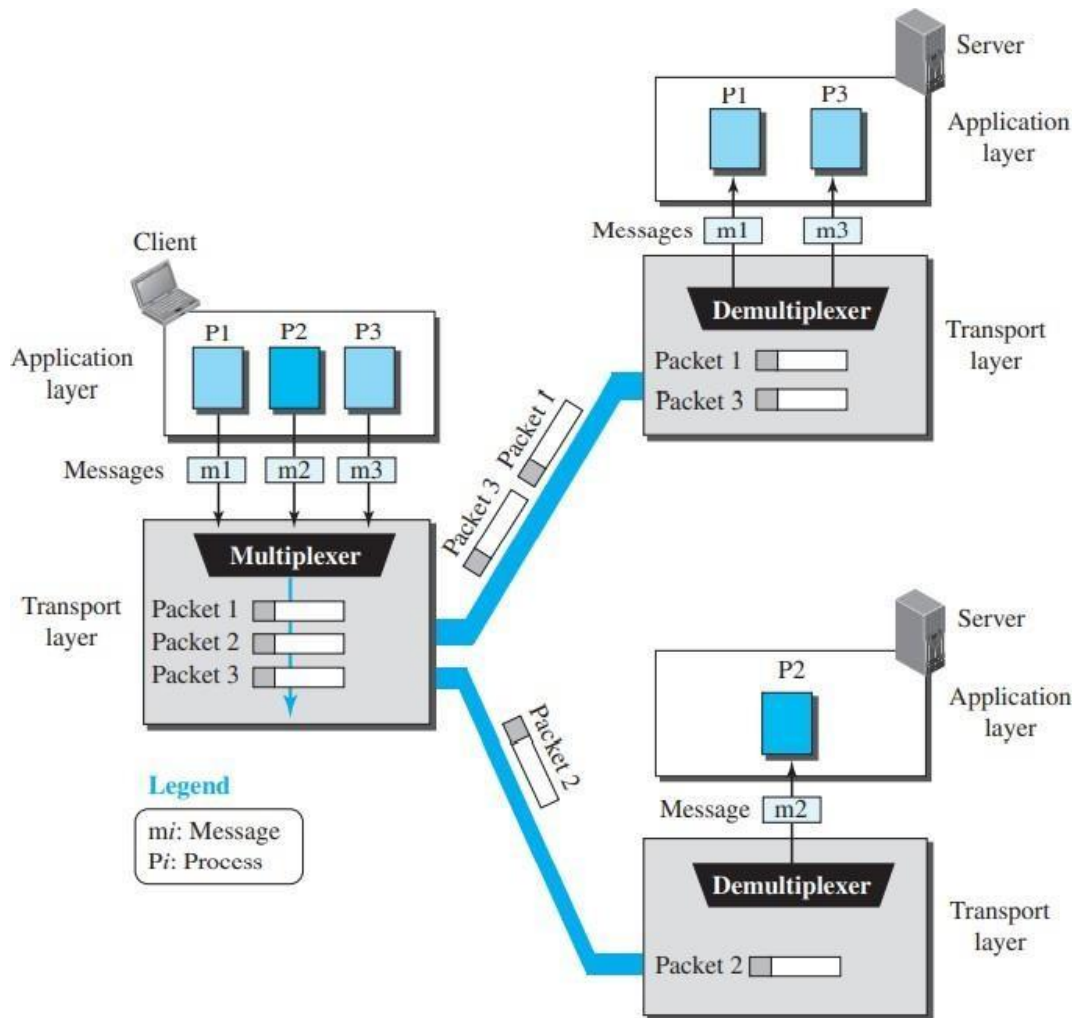 Server
P1 P3
Application
layer
Messages m1 m3
Demultiplexer
Transport
layer
Packet 1
Packet 3
Client
P1 P2 P3
Application
layer
Messages m1 m2 m3
Multiplexer
Transport
layer
Packet 1
Packet 2
Packet 3
Packet 1
Packet 3
Packet 2
Server
P2
Application
layer
Message m2
Demultiplexer
Transport
layer
Packet 2
Legend
mi: Message
Pi: Process